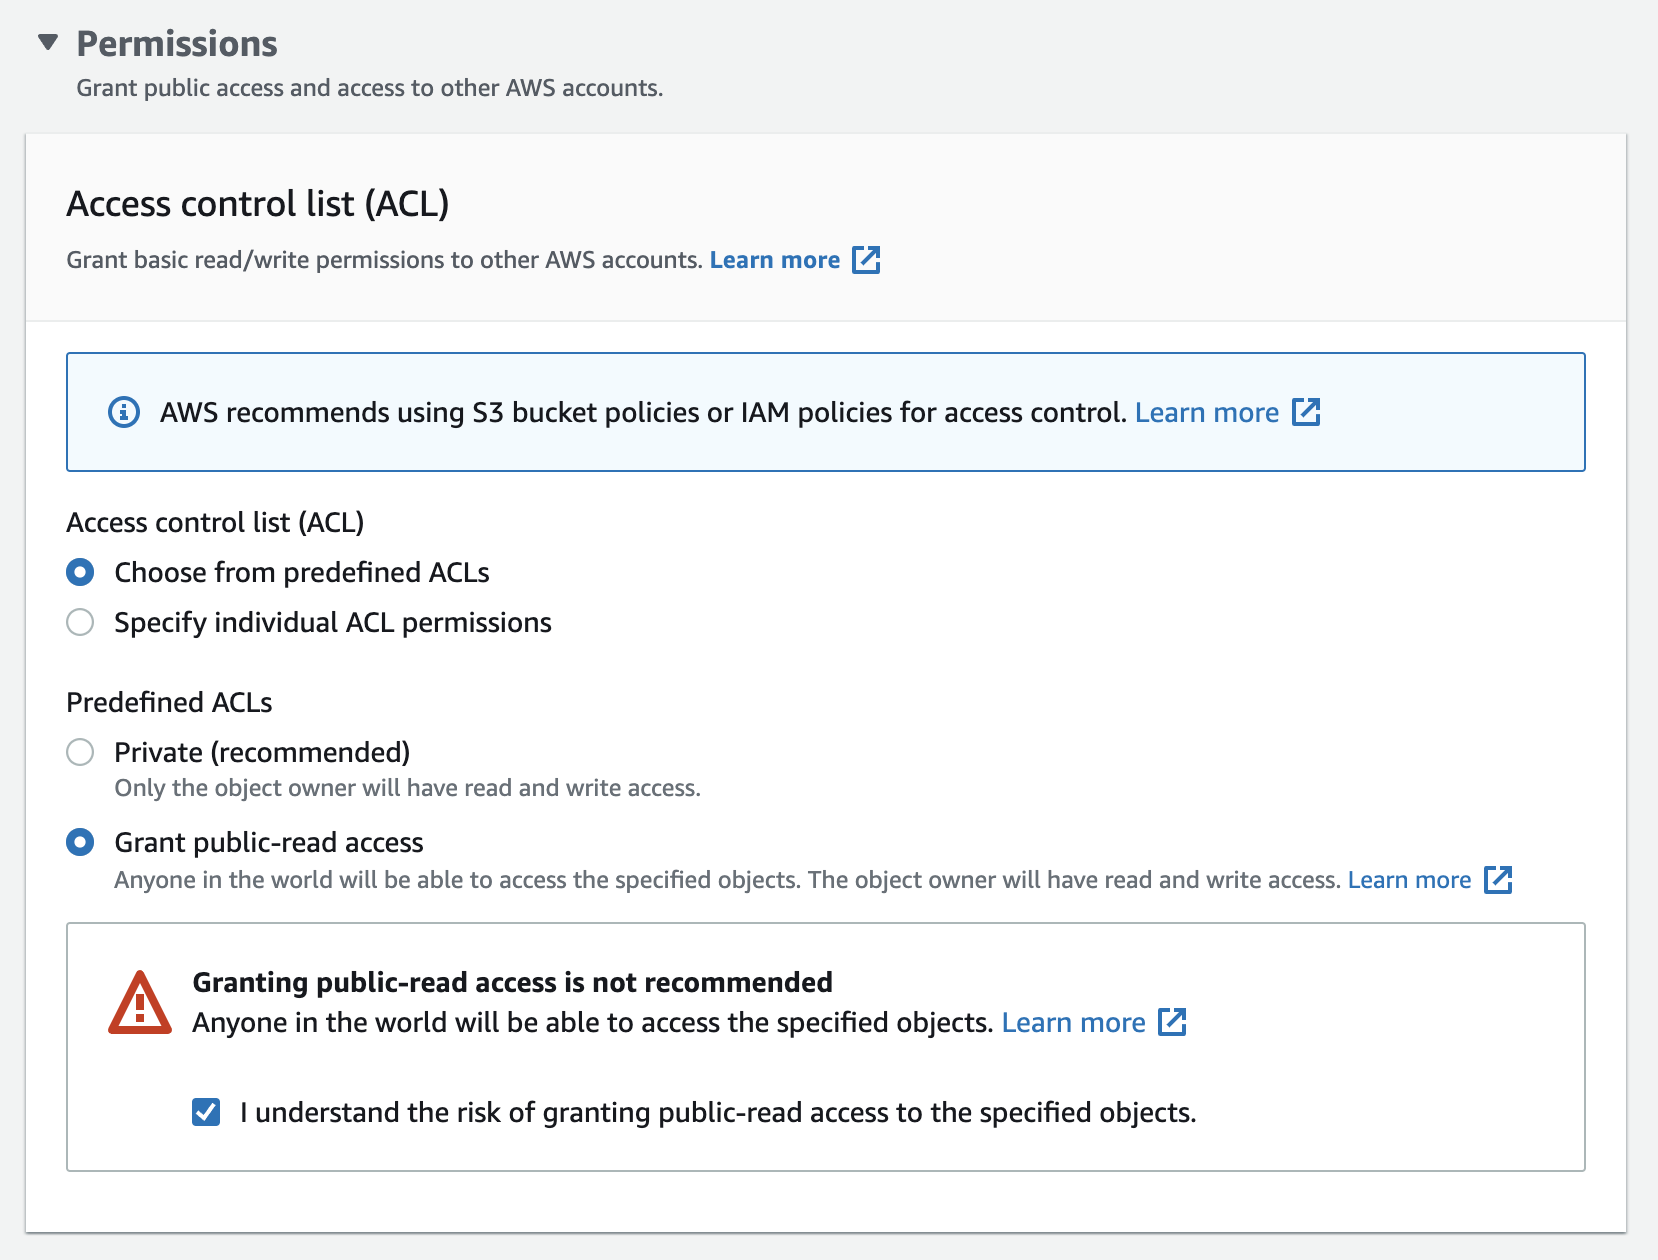 Permissions
Grant public access and access to other AWS accounts.
Access control list (ACL)
Grant basic read/write permissions to other AWS accounts. Learn more
AWS recommends using S3 bucket policies or IAM policies for access control. Learn more
Access control list (ACL)
Choose from predefined ACLs
Specify individual ACL permissions
Predefined ACLs
Private (recommended)
Only the object owner will have read and write access.
Grant public-read access
Anyone in the world will be able to access the specified objects. The object owner will have read and write access. Learn more
Granting public-read access is not recommended
Anyone in the world will be able to access the specified objects. Learn more
I understand the risk of granting public-read access to the specified objects.